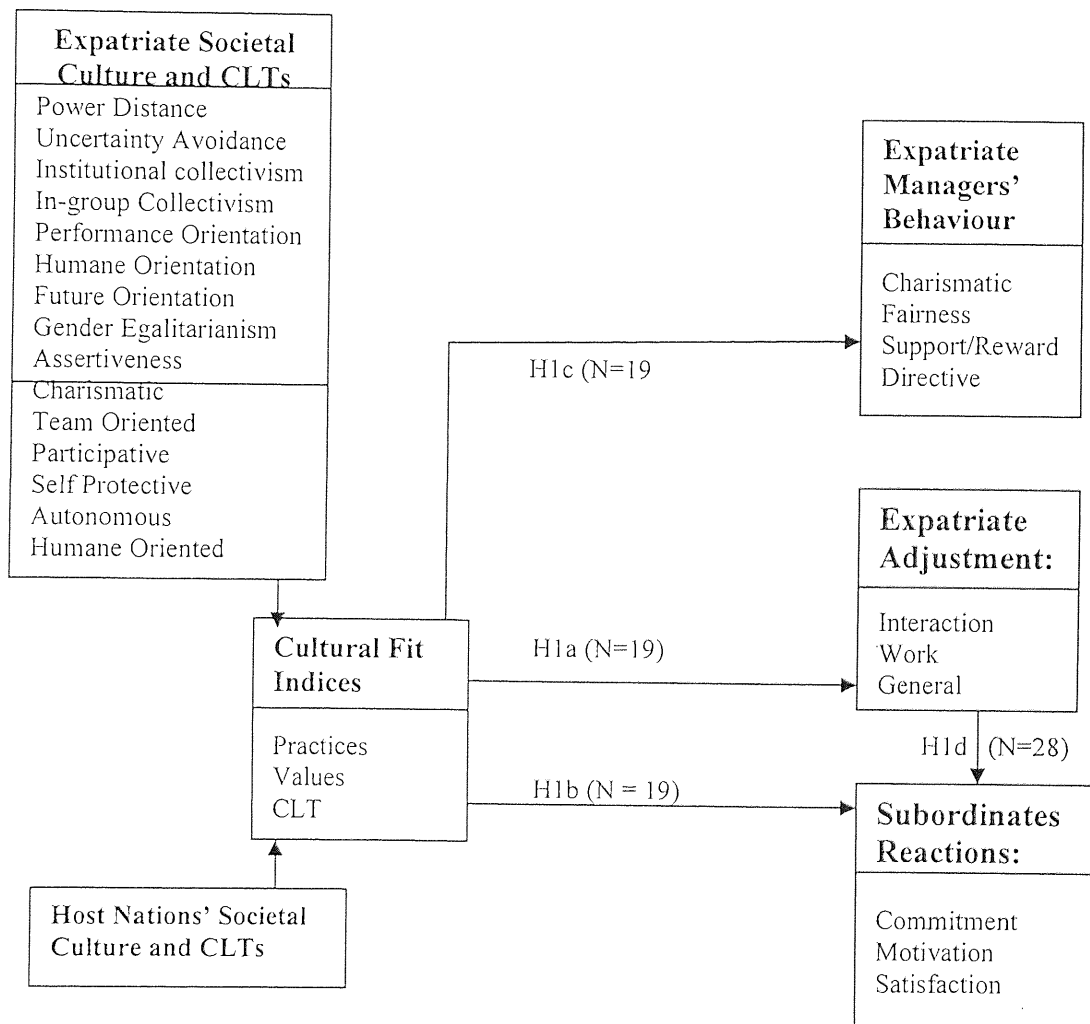 Expatriate Societal
Culture and CLTs
Power Distance
Uncertainty Avoidance
Institutional collectivism
In-group Collectivism
Performance Orientation
Humane Orientation
Future Orientation
Gender Egalitarianism
Assertiveness
Charismatic
Team Oriented
Participative
Self Protective
Autonomous
Humane Oriented
Expatriate
Managers'
Behaviour
Charismatic
Fairness
Support/Reward
Directive
H1c (N=19
Expatriate
Adjustment:
Interaction
Work
General
Cultural Fit
Indices
Practices
Values
CLT
H1a (N=19)
H1b (N = 19)
H1d (N=28)
Subordinates
Reactions:
Commitment
Motivation
Satisfaction
Host Nations' Societal
Culture and CLTs